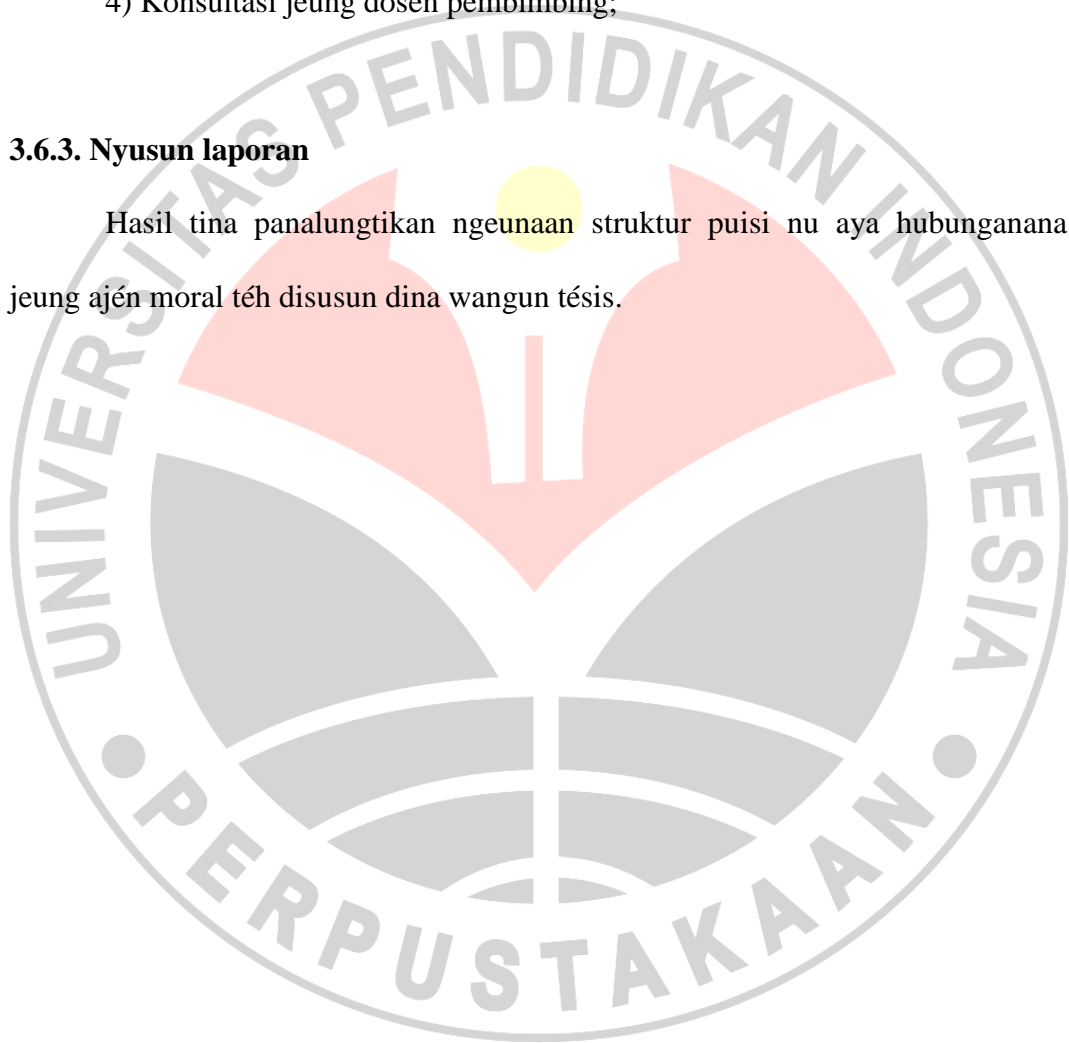 4) Konsultasi jeung dosen pembimbing;
3.6.3. Nyusun laporan
Hasil tina panalungtikan ngeunaan struktur puisi nu aya hubunganana
jeung ajén moral téh disusun dina wangun tésis.
UNIVERSITAS PENDIDIKAN INDONESIA
PERPUSTAKAAN